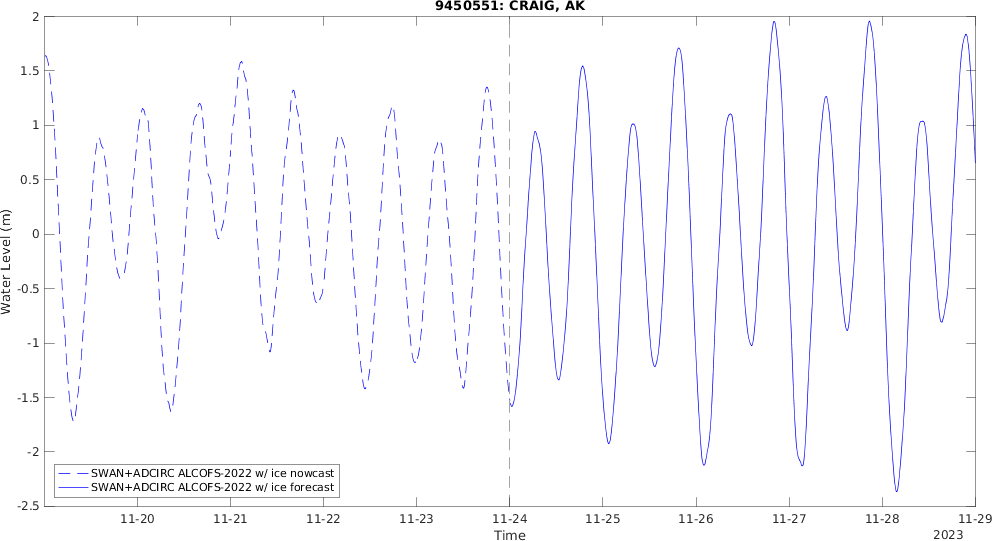 9450551: CRAIG, AK
Water Level (m)
2
1.5
1
0.5
0
-0.5
-1
-1.5
-2
-2.5
SWAN+ADCIRC ALCOFS-2022 w/ ice nowcast
SWAN+ADCIRC ALCOFS-2022 w/ ice forecast
11-20 11-21 11-22 11-23 11-24 11-25 11-26 11-27 11-28 11-29
Time
2023